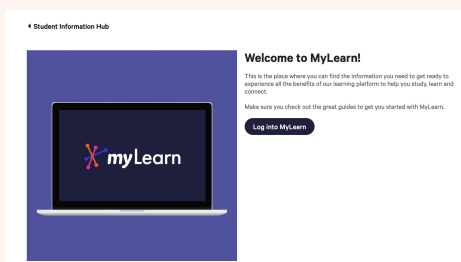 Student Information Hub
Welcome to MyLearn!
This is the place where you can find the information you need to get ready to
experience all the benefits of our learning platform to help you study, learn and
connect.
Make sure you check out the great guides to get you started with MyLearn.
Log into MyLearn
myLearn